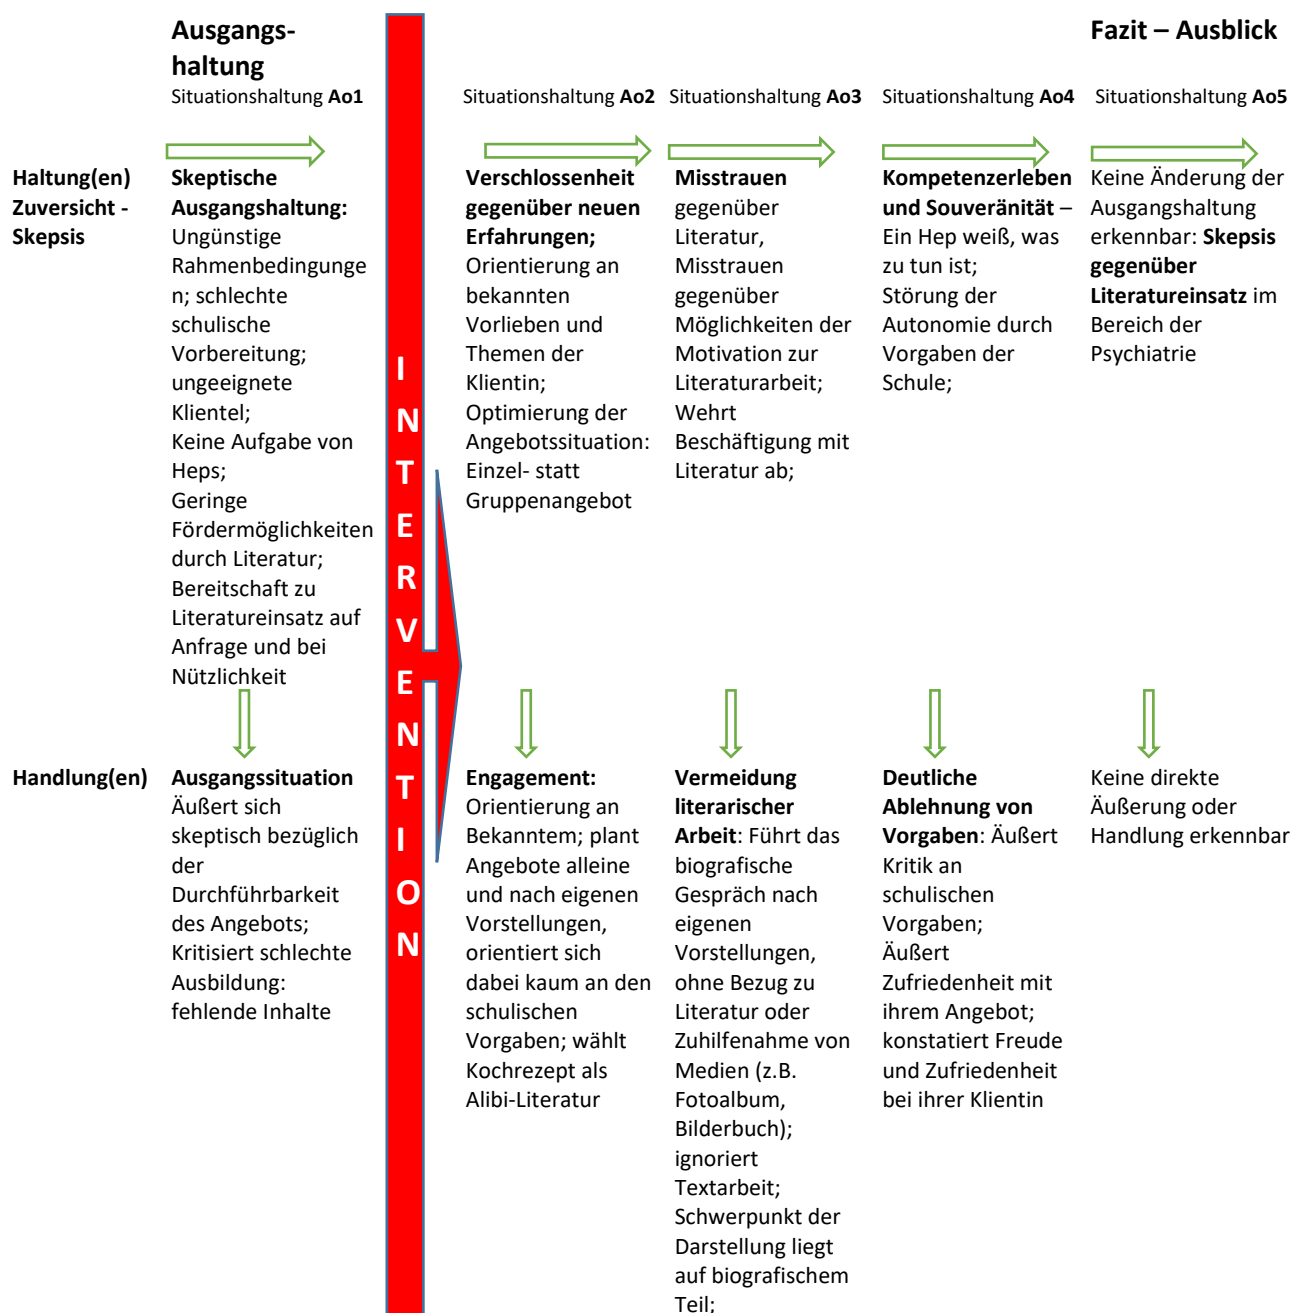 Ausgangs-
haltung
Fazit – Ausblick
Situationshaltung Ao1
Situationshaltung Ao2
Situationshaltung Ao3
Situationshaltung Ao4
Situationshaltung Ao5
Haltung(en)
Zuversicht -
Skepsis
Skeptische
Ausgangshaltung:
Ungünstige
Rahmenbedingunge
n; schlechte
schulische
Vorbereitung;
ungeeignete
Klientel;
Keine Aufgabe von
Heps;
Geringe
Fördermöglichkeiten
durch Literatur;
Bereitschaft zu
Literatureinsatz auf
Anfrage und bei
Nützlichkeit
I
N
T
E
R
V
E
N
T
I
O
N
Verschlossenheit
gegenüber neuen
Erfahrungen;
Orientierung an
bekannten
Vorlieben und
Themen der
Klientin;
Optimierung der
Angebotssituation:
Einzel- statt
Gruppenangebot
Misstrauen
gegenüber
Literatur,
Misstrauen
gegenüber
Möglichkeiten der
Motivation zur
Literaturarbeit;
Wehrt
Beschäftigung mit
Literatur ab;
Kompetenzerleben
und Souveränität –
Ein Hep weiß, was
zu tun ist;
Störung der
Autonomie durch
Vorgaben der
Schule;
Keine Änderung der
Ausgangshaltung
erkennbar: Skepsis
gegenüber
Literatureinsatz im
Bereich der
Psychiatrie
Handlung(en)
Ausgangssituation
Äußert sich
skeptisch bezüglich
der
Durchführbarkeit
des Angebots;
Kritisiert schlechte
Ausbildung:
fehlende Inhalte
Engagement:
Orientierung an
Bekanntem; plant
Angebote alleine
und nach eigenen
Vorstellungen,
orientiert sich
dabei kaum an den
schulischen
Vorgaben; wählt
Kochrezept als
Alibi-Literatur
Vermeidung
literarischer
Arbeit: Führt das
biografische
Gespräch nach
eigenen
Vorstellungen,
ohne Bezug zu
Literatur oder
Zuhilfenahme von
Medien (z.B.
Fotoalbum,
Bilderbuch);
ignoriert
Textarbeit;
Schwerpunkt der
Darstellung liegt
auf biografischem
Teil;
Deutliche
Ablehnung von
Vorgaben: Äußert
Kritik an
schulischen
Vorgaben;
Äußert
Zufriedenheit mit
ihrem Angebot;
konstatiert Freude
und Zufriedenheit
bei ihrer Klientin
Keine direkte
Äußerung oder
Handlung erkennbar